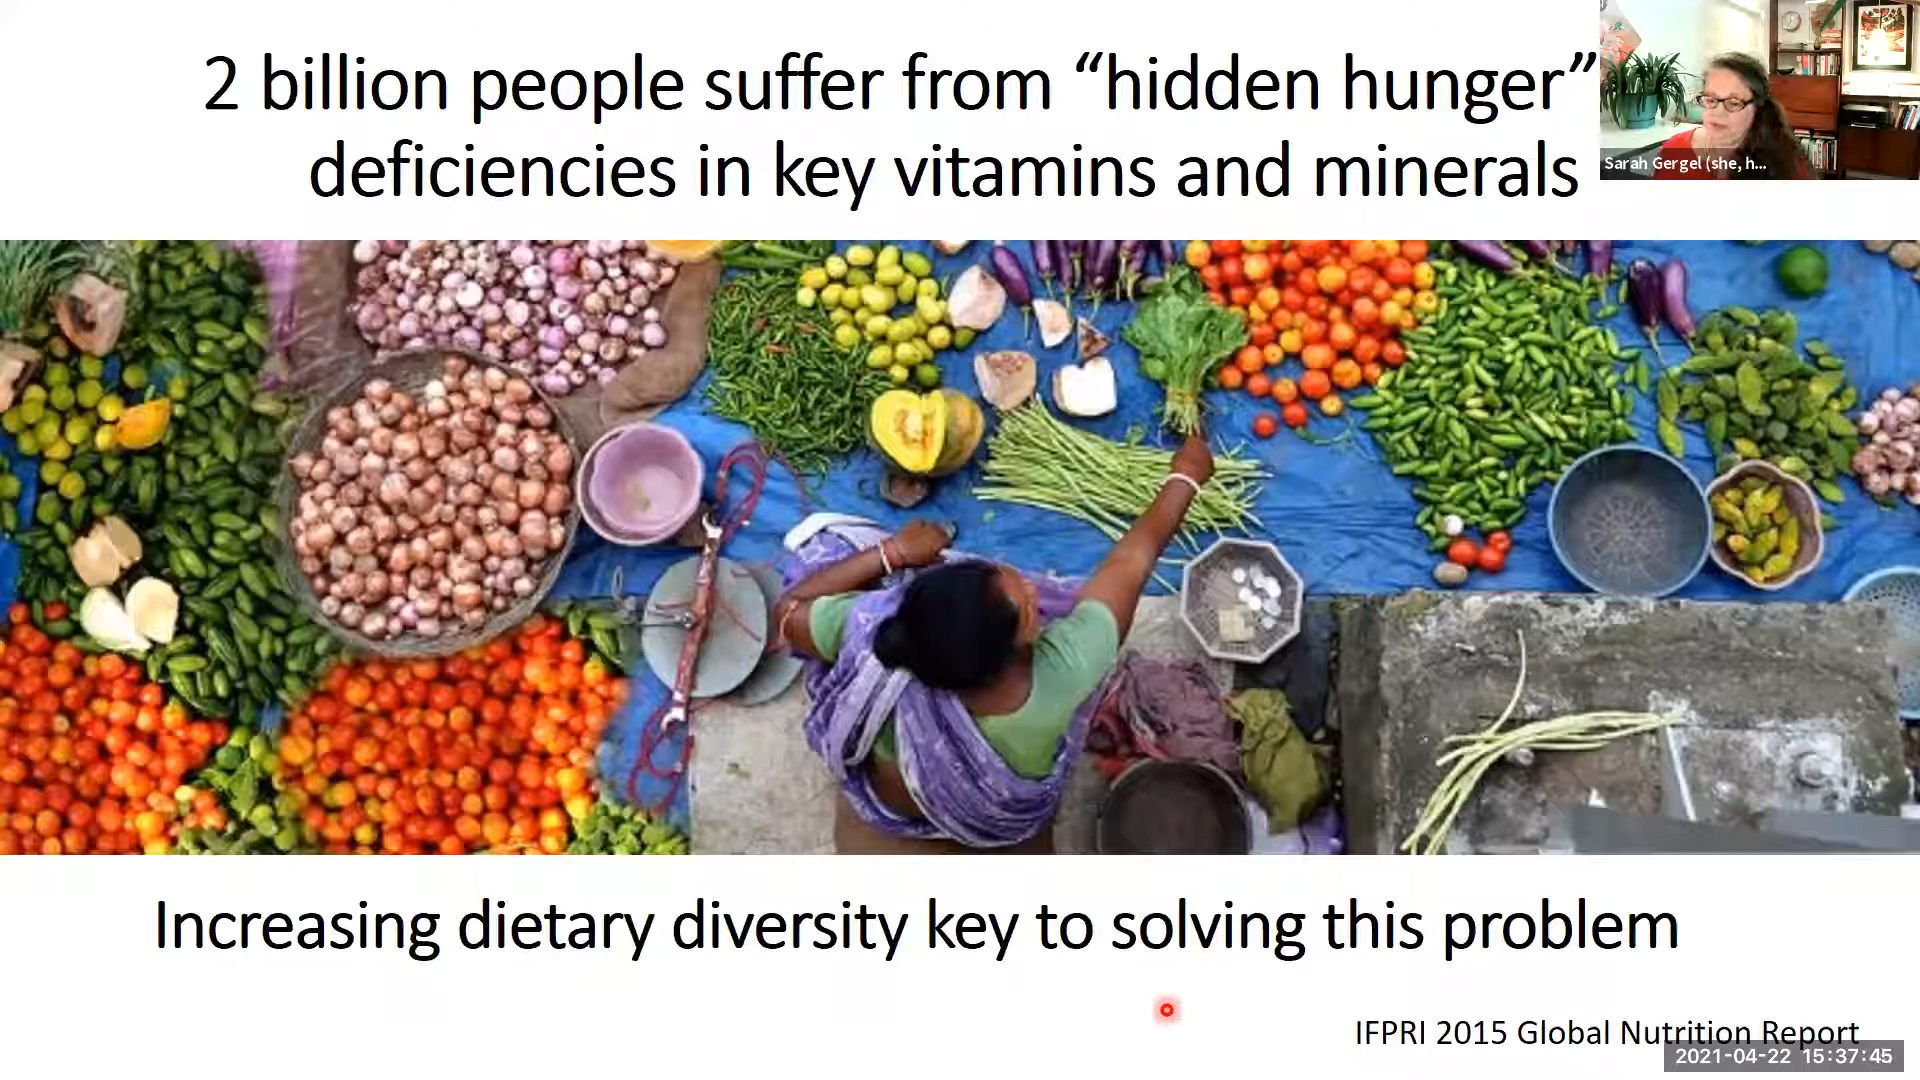 2 billion people suffer from “hidden hunger”
deficiencies in key vitamins and minerals
Sarah Gergel (she, h...
Increasing dietary diversity key to solving this problem
IFPRI 2015 Global Nutrition Report
2021-04-22 15:37:45